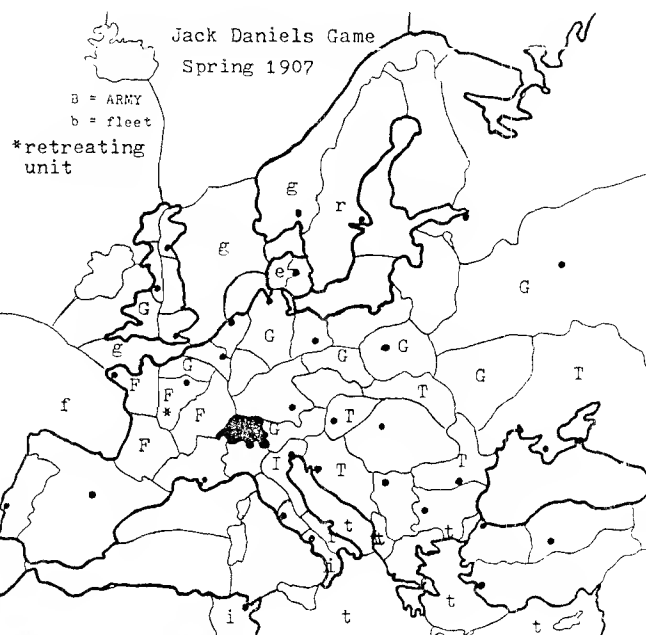 Jack Daniels Game
Spring 1907
B = ARMY
b = fleet
*retreating
unit
g
r
g
e
G
G
G
g G G
G
G T
F F T
f * F T
G
F
I T T
t t t
i
t
i t t